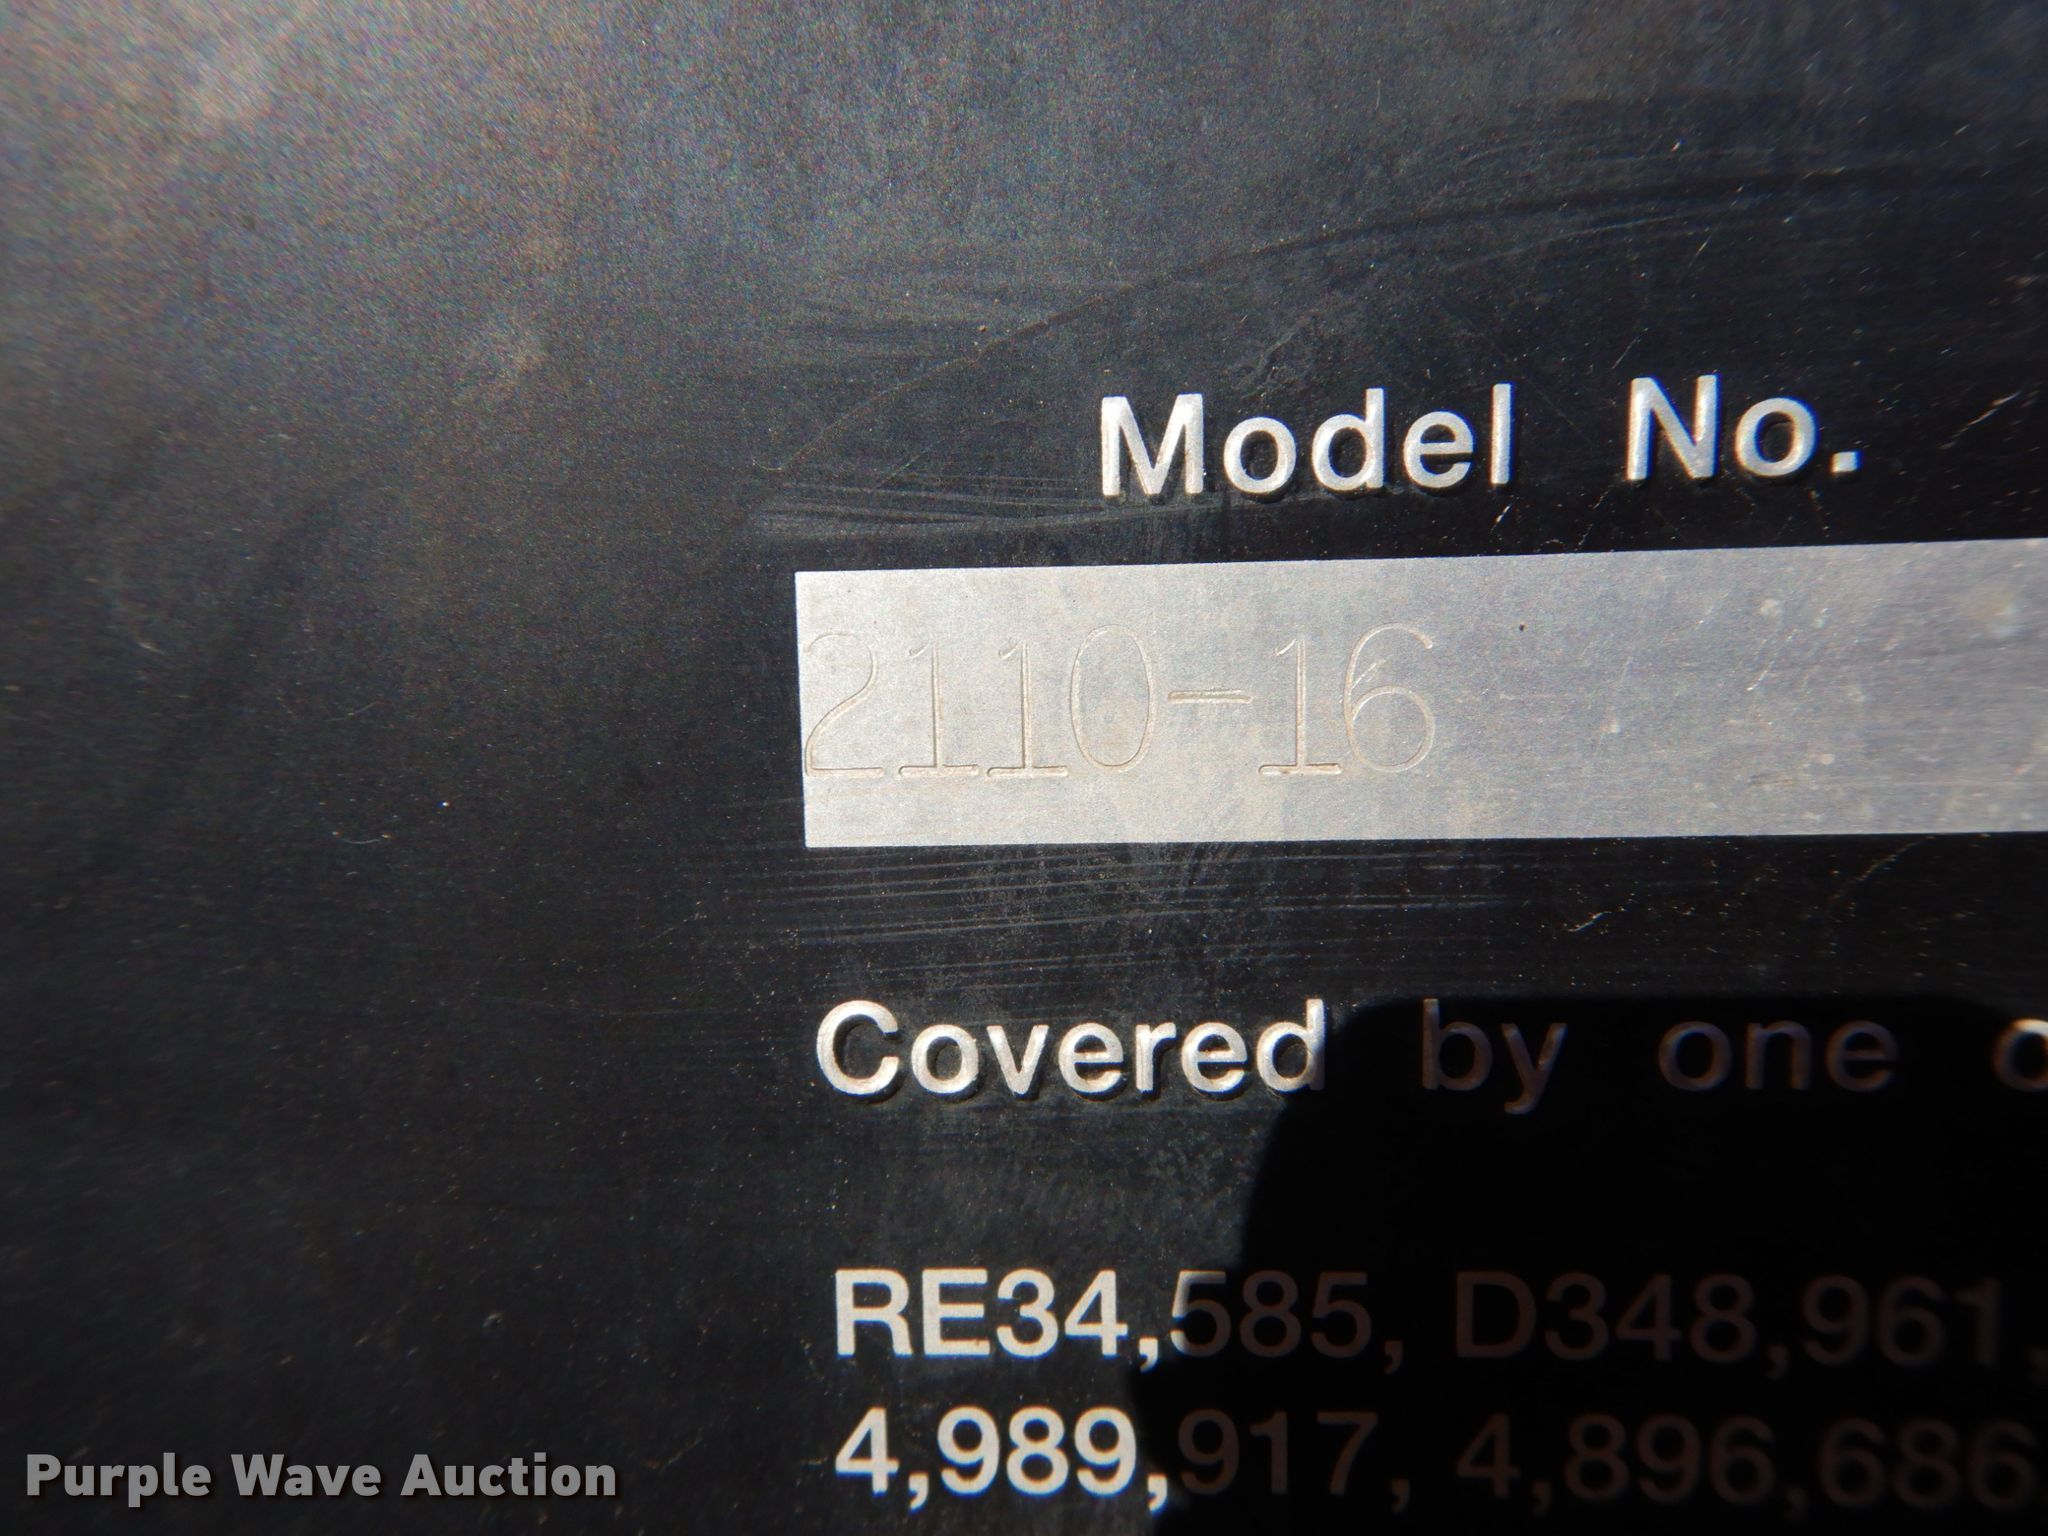 Model No.
2110-16
Covered by one
RE34,585, D348,961,
4,989,917, 4,896,686
Purple Wave Auction